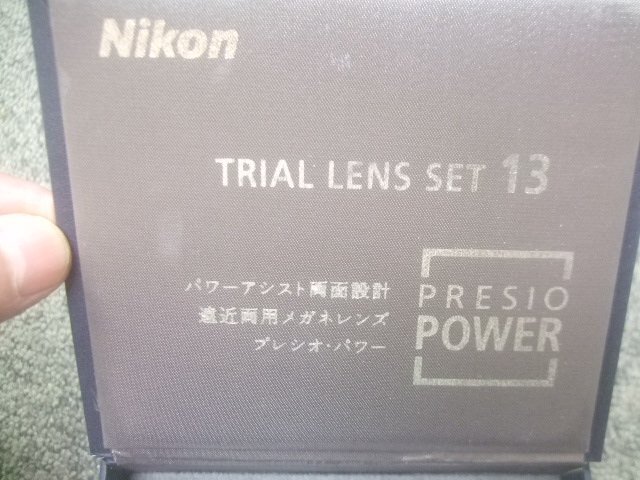 Nikon
TRIAL LENS SET 13
パワーアシスト両面設計
遠近両用メガネレンズ
プレシオ・パワー
PRESIO
POWER